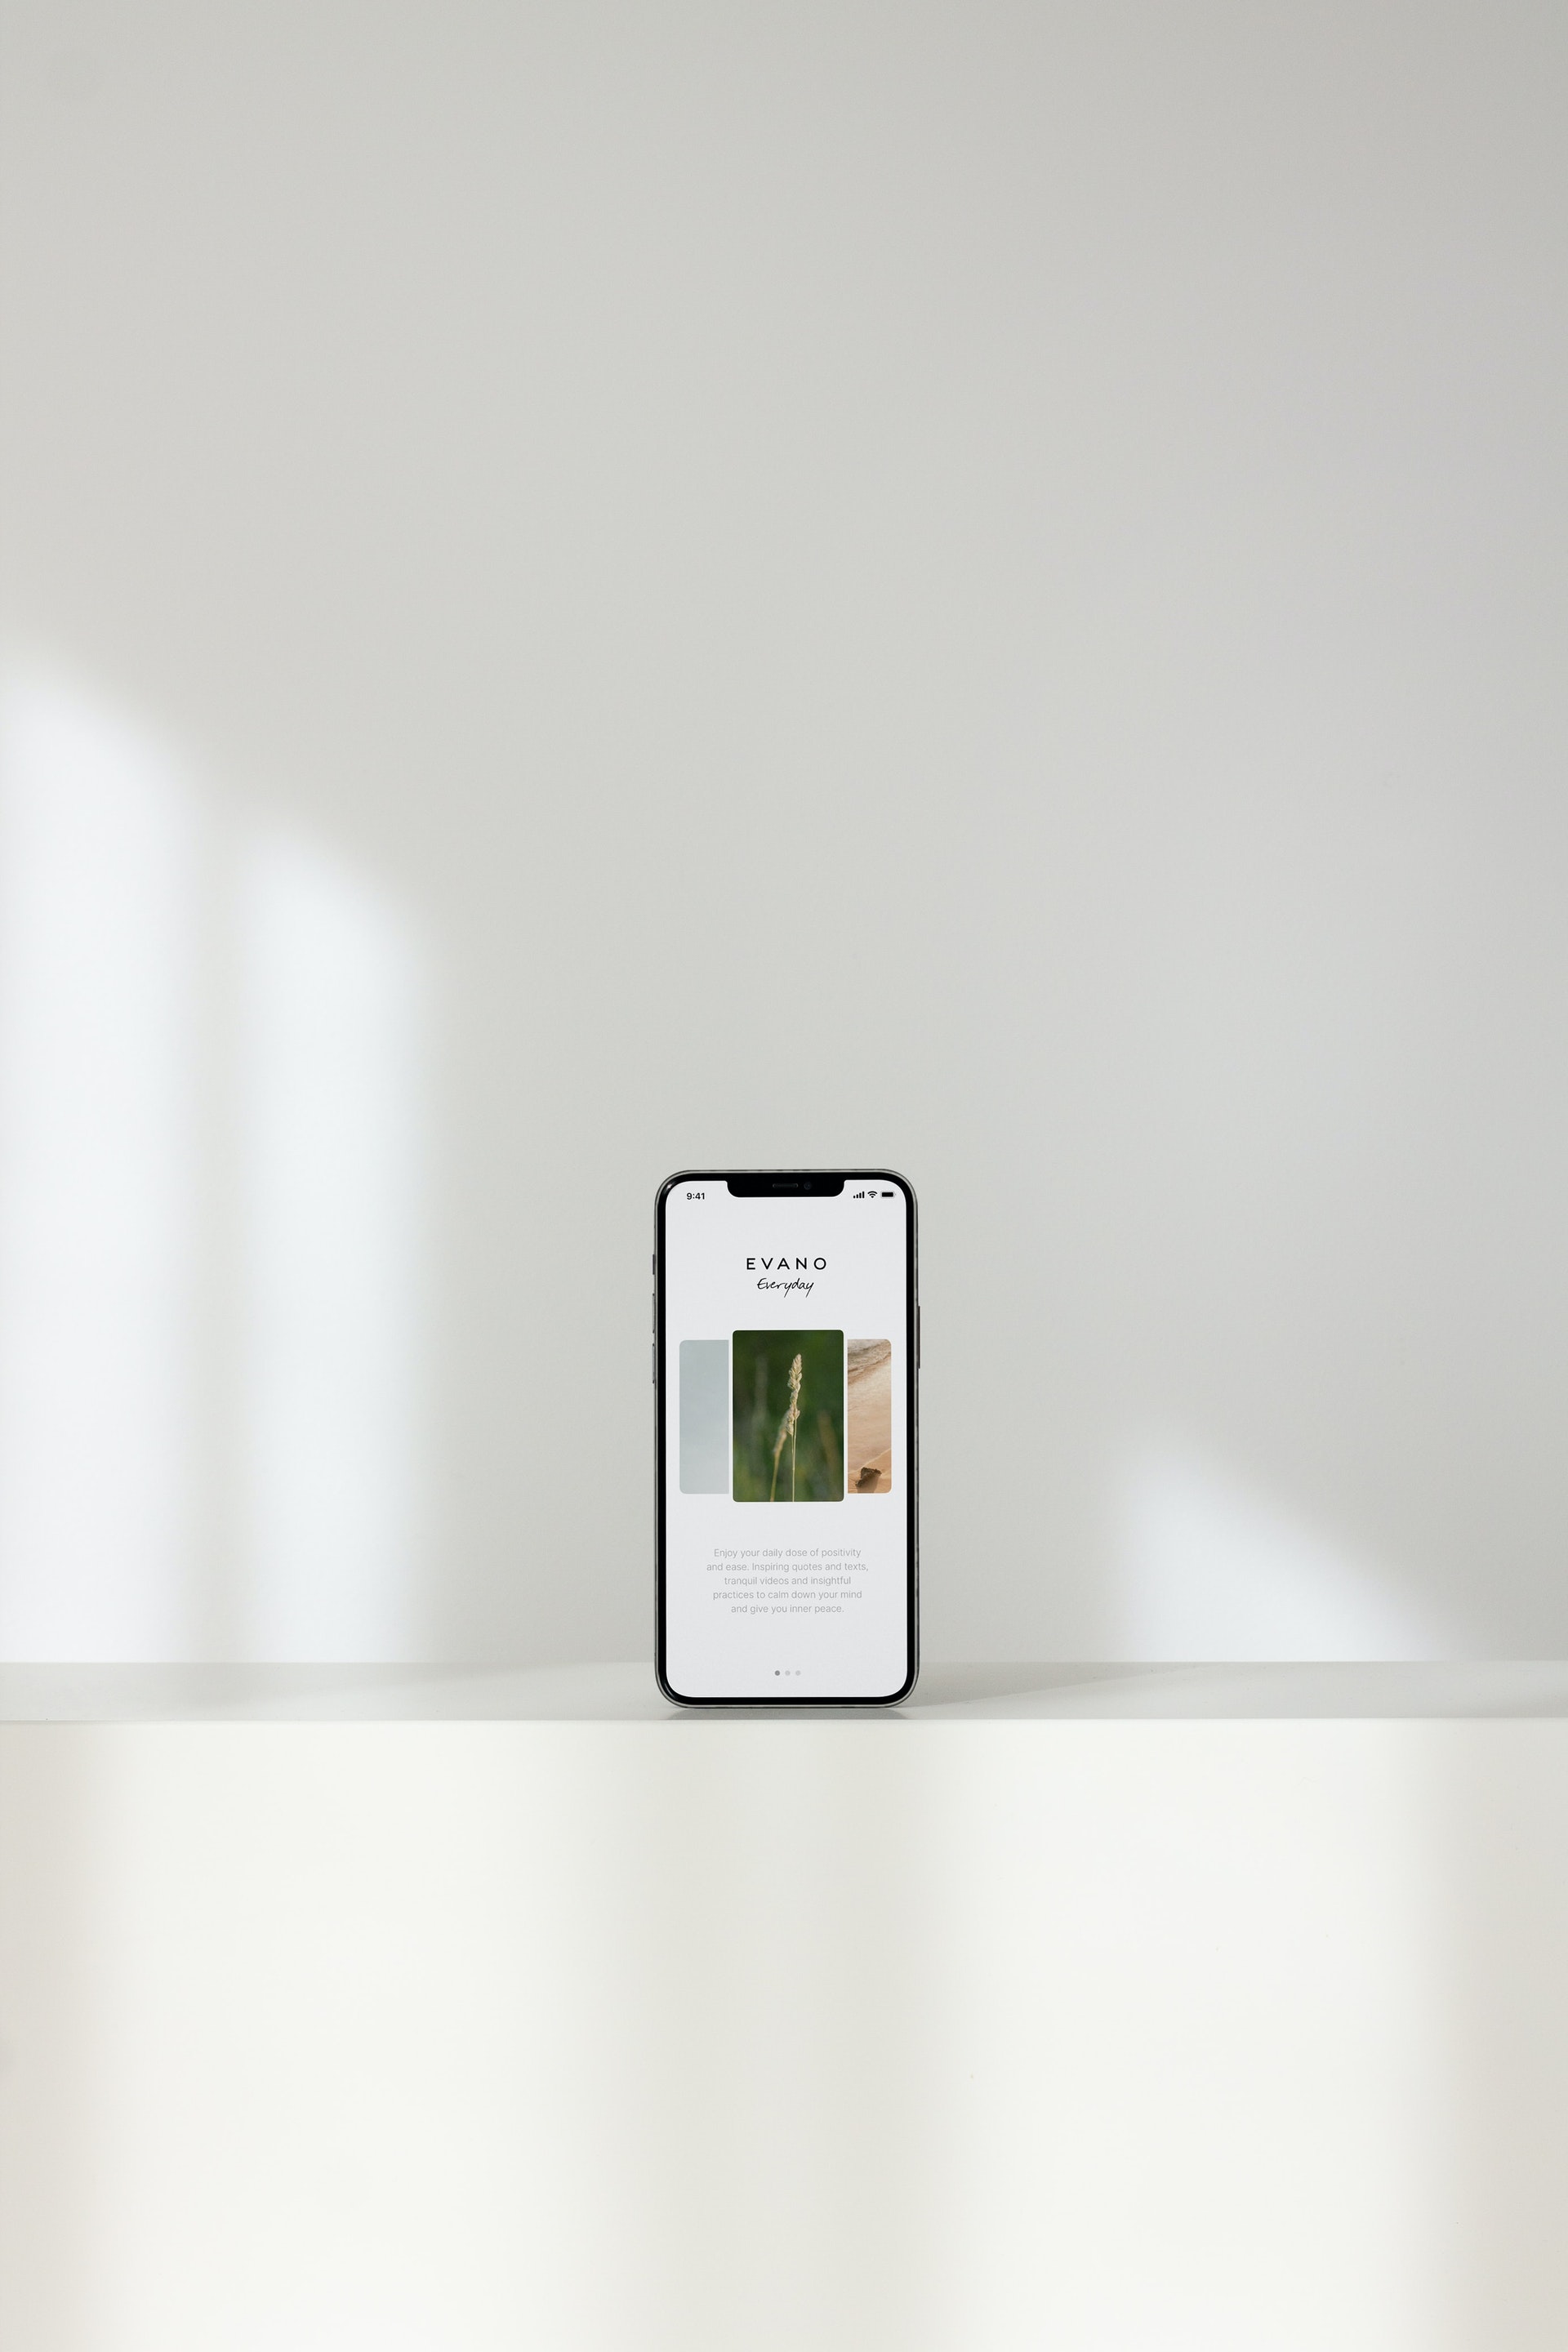 9:41
EVANO
Everyday
Enjoy your daily dose of positivity
and ease. Inspiring quotes and texts,
tranquil videos and insightful
practices to calm down your mind
and give you inner peace.